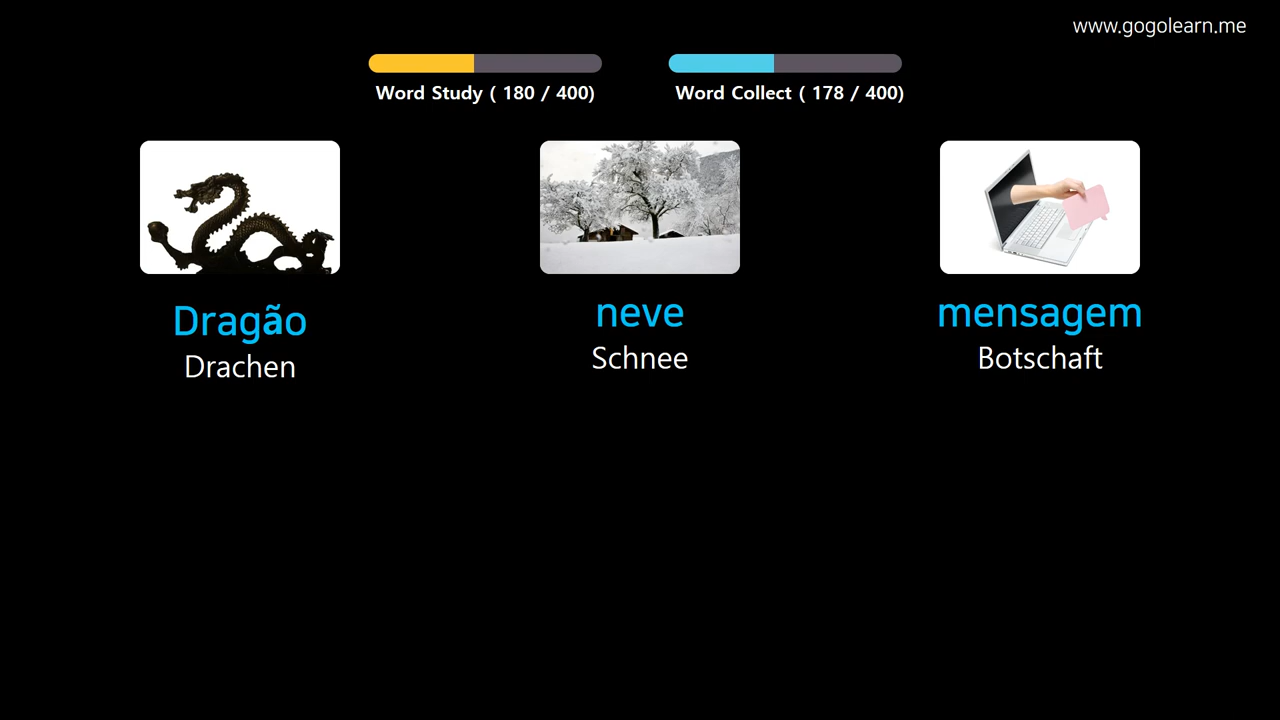 www.gogolearn.me
Word Study ( 180 / 400)
Word Collect ( 178 / 400)
Dragão
Drachen
neve
Schnee
mensagem
Botschaft